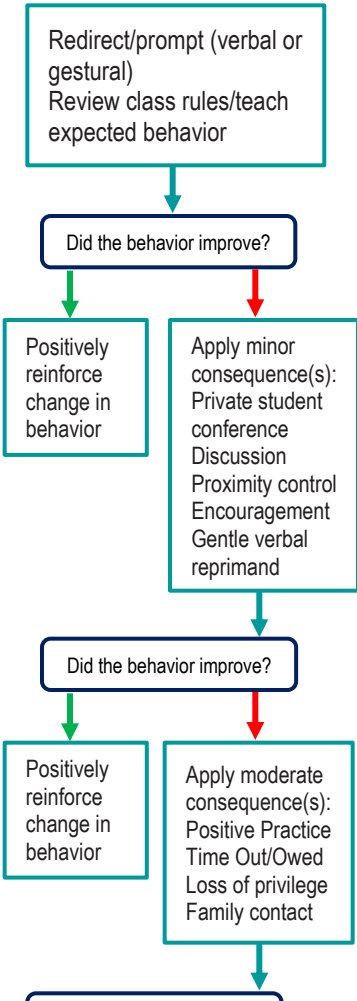 Redirect/prompt (verbal or
gestural)
Review class rules/teach
expected behavior
Did the behavior improve?
Positively
reinforce
change in
behavior
Apply minor
consequence(s):
Private student
conference
Discussion
Proximity control
Encouragement
Gentle verbal
reprimand
Did the behavior improve?
Positively
reinforce
change in
behavior
Apply moderate
consequence(s):
Positive Practice
Time Out/Owed
Loss of privilege
Family contact